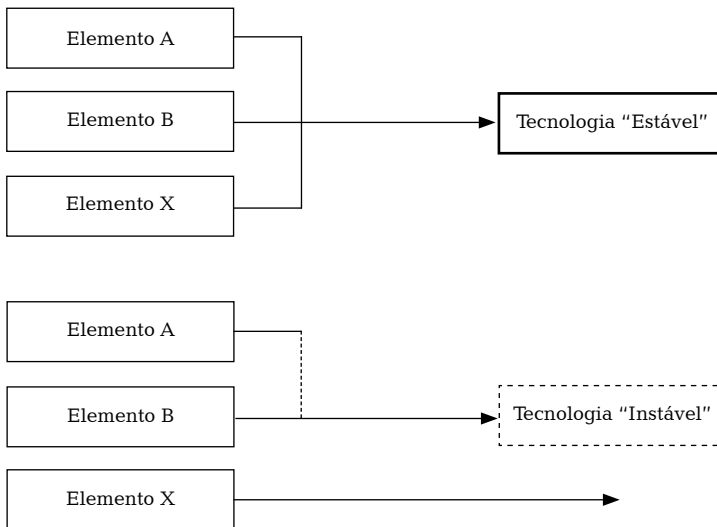 Elemento A
Elemento B
Tecnologia “Estável”
Elemento X
Elemento A
Elemento B
Tecnologia “Instável”
Elemento X